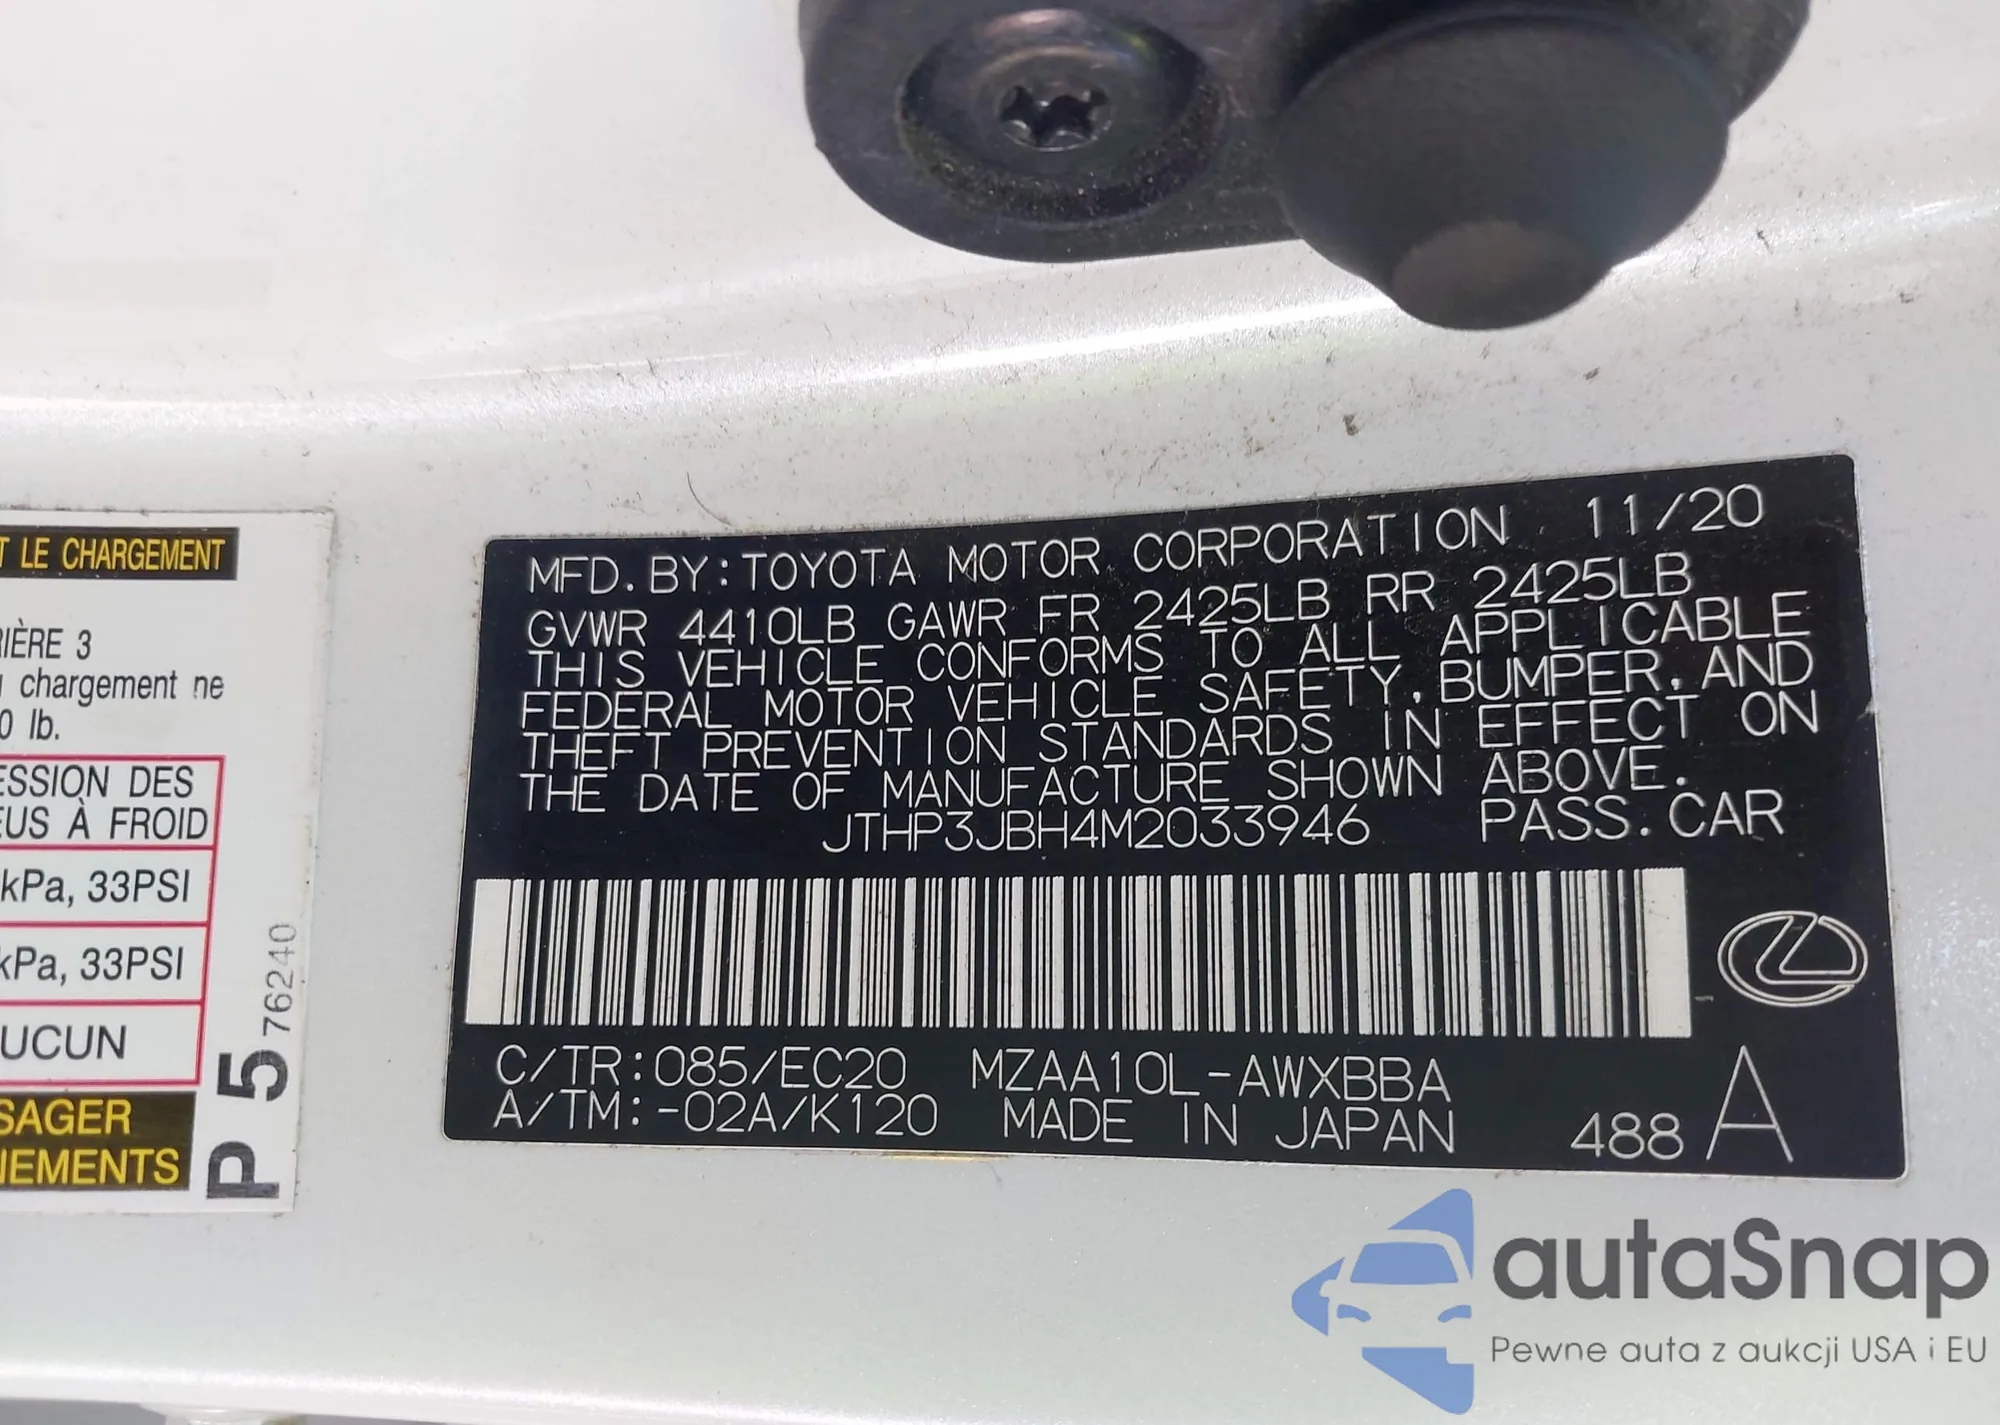 T LE CHARGEMENT
RIÈRE 3
chargement ne
0 lb.
ESSION DES
EUS À FROID
kPa, 33PSI
kPa, 33PSI
UCUN
SAGER
NEMENTS
P 5 76240
MFD. BY: TOYOTA MOTOR CORPORATION 11/20
GVWR 4410LB GAWR FR 2425LB RR 2425LB
THIS VEHICLE CONFORMS TO ALL APPLICABLE
FEDERAL MOTOR VEHICLE SAFETY, BUMPER, AND
THEFT PREVENTION STANDARDS IN EFFECT ON
THE DATE OF MANUFACTURE SHOWN ABOVE.
JTHP3JBH4M2033946 PASS. CAR
C/TR: 085/EC20 MZAA10L-AWXBBA
A/TM: -02A/K120 MADE IN JAPAN 488 A
autaSnap
Pewne auta z aukcji USA i EU